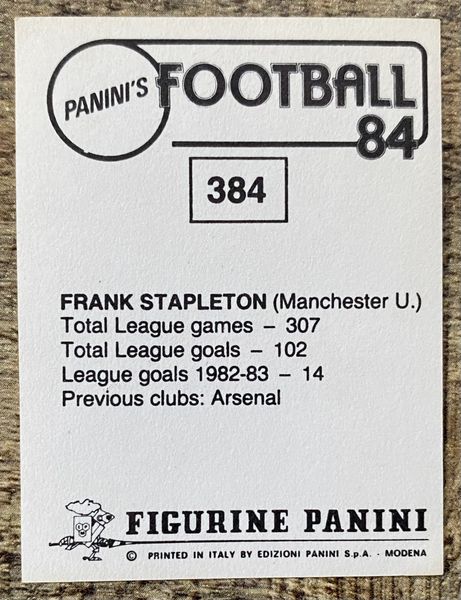 PANINI'S FOOTBALL
84
384
FRANK STAPLETON (Manchester U.)
Total League games – 307
Total League goals – 102
League goals 1982-83 – 14
Previous clubs: Arsenal
FIGURINE PANINI
© PRINTED IN ITALY BY EDIZIONI PANINI S.p.A. - MODENA